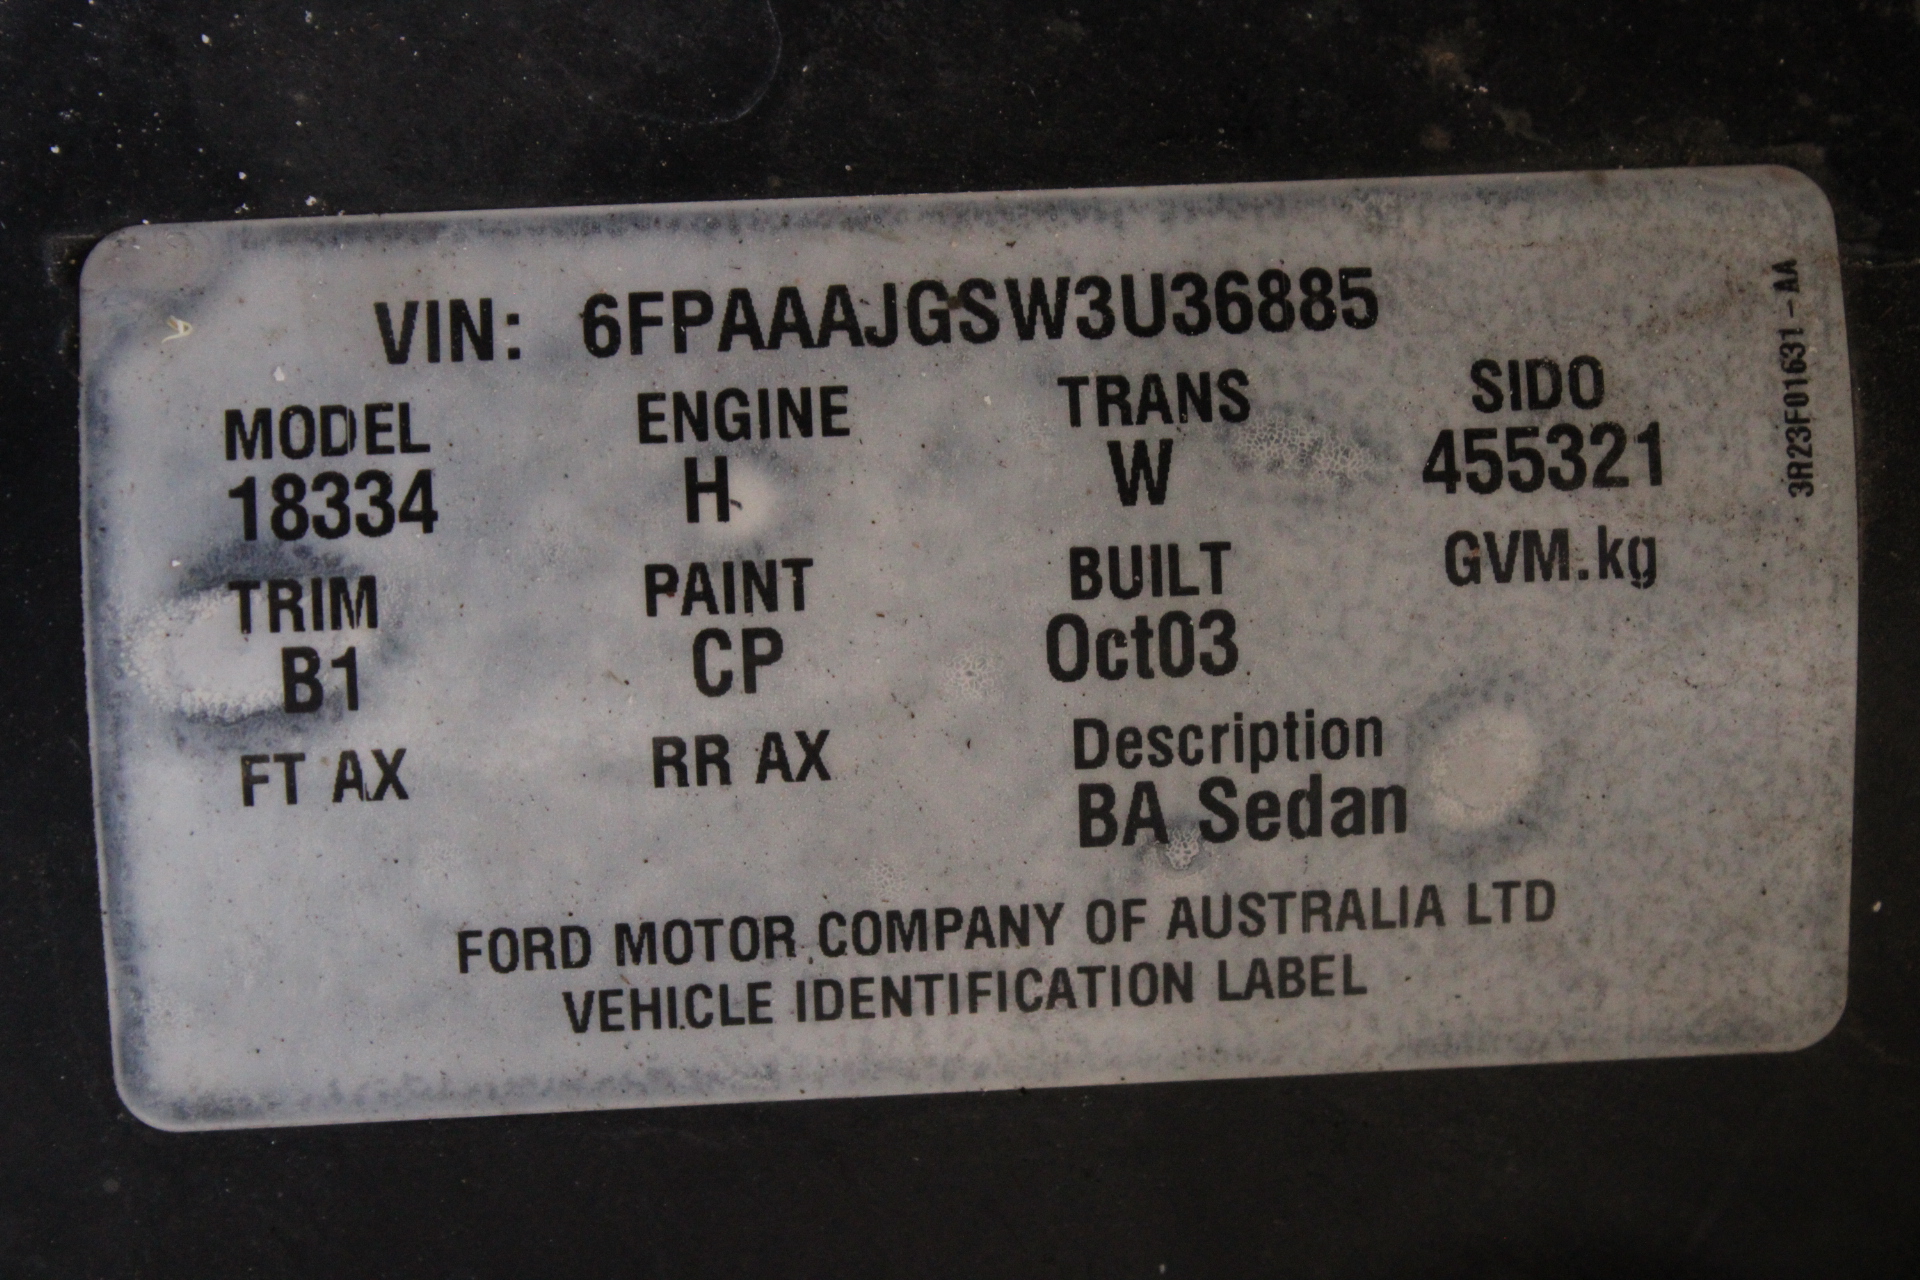 VIN: 6FPAAAJGSW3U36885
MODEL ENGINE TRANS SIDO
18334 H W 455321
TRIM PAINT BUILT GVM.kg
B1 CP Oct03
FT AX RR AX Description
BA Sedan
FORD MOTOR COMPANY OF AUSTRALIA LTD
VEHICLE IDENTIFICATION LABEL
3R23F01631-AA